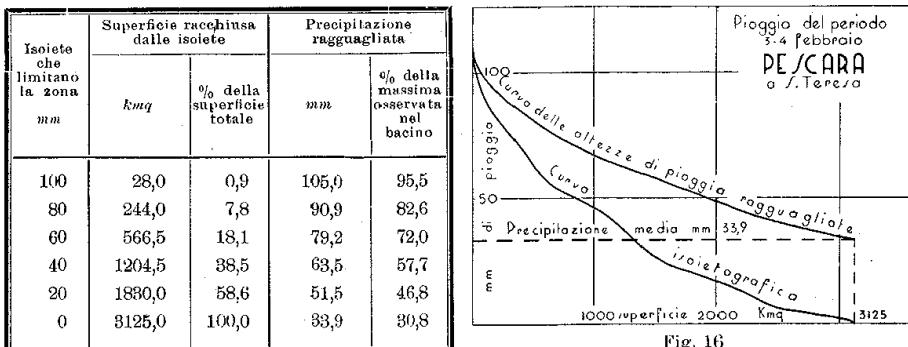 Isoiete che limitano la zona mm
Superficie racchiusa dalle isoiete
Precipitazione ragguagliata
kmq
% della superficie totale
mm
% della massima osservata nel bacino
100 28,0 0,9 105,0 95,5
80 244,0 7,8 90,9 82,6
60 566,5 18,1 79,2 72,0
40 1204,5 38,5 63,5 57,7
20 1830,0 58,6 51,5 46,8
0 3125,0 100,0 33,9 30,8
Pioggia del periodo
3-4 febbraio
PESCARA
a S. Teresa
100
Curva delle altezze di pioggia ragguagliate
Curva isoietografica
50
mm di pioggia
Precipitazione media mm 33,9
1000 superficie 2000 Kmq 3125
Fig. 16